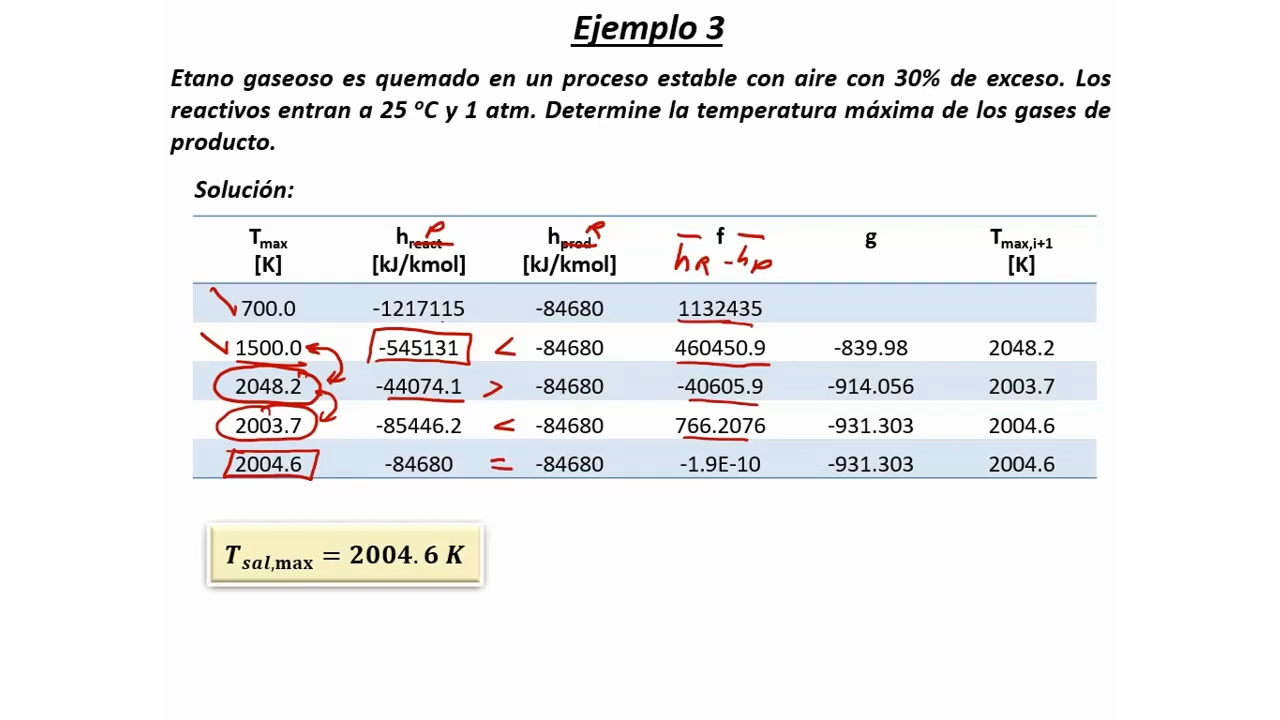 Ejemplo 3
Etano gaseoso es quemado en un proceso estable con aire con 30% de exceso. Los
reactivos entran a 25 ºC y 1 atm. Determine la temperatura máxima de los gases de
producto.
Solución:
Tmax hreact P hprod R f g Tmax,i+1
[K] [kJ/kmol] [kJ/kmol] hR - hP [K]
700.0 -1217115 -84680 1132435
1500.0 -545131 < -84680 460450.9 -839.98 2048.2
2048.2 -44074.1 > -84680 -40605.9 -914.056 2003.7
2003.7 -85446.2 < -84680 766.2076 -931.303 2004.6
2004.6 -84680 = -84680 -1.9E-10 -931.303 2004.6
Tsal,max = 2004.6 K